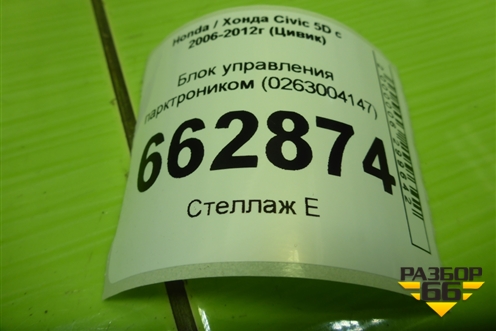 Honda / Хонда Civic 5D с
2006-2012г (Цивик)
Блок управления
парктроником (0263004147)
662874
Стеллаж Е
РАЗБОР
66